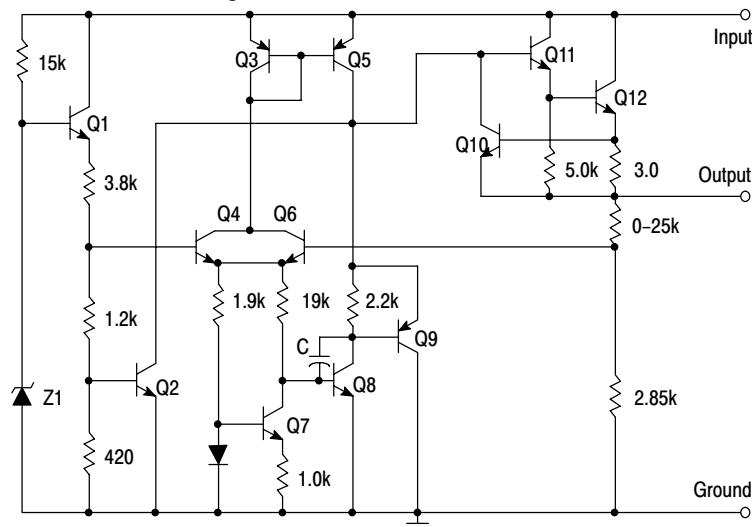 Input
15k
Q3
Q5
Q11
Q12
Q1
Q10
3.8k
5.0k
3.0
Output
Q4
Q6
0–25k
1.9k
19k
2.2k
1.2k
C
Q9
Z1
Q2
Q8
2.85k
Q7
420
1.0k
Ground